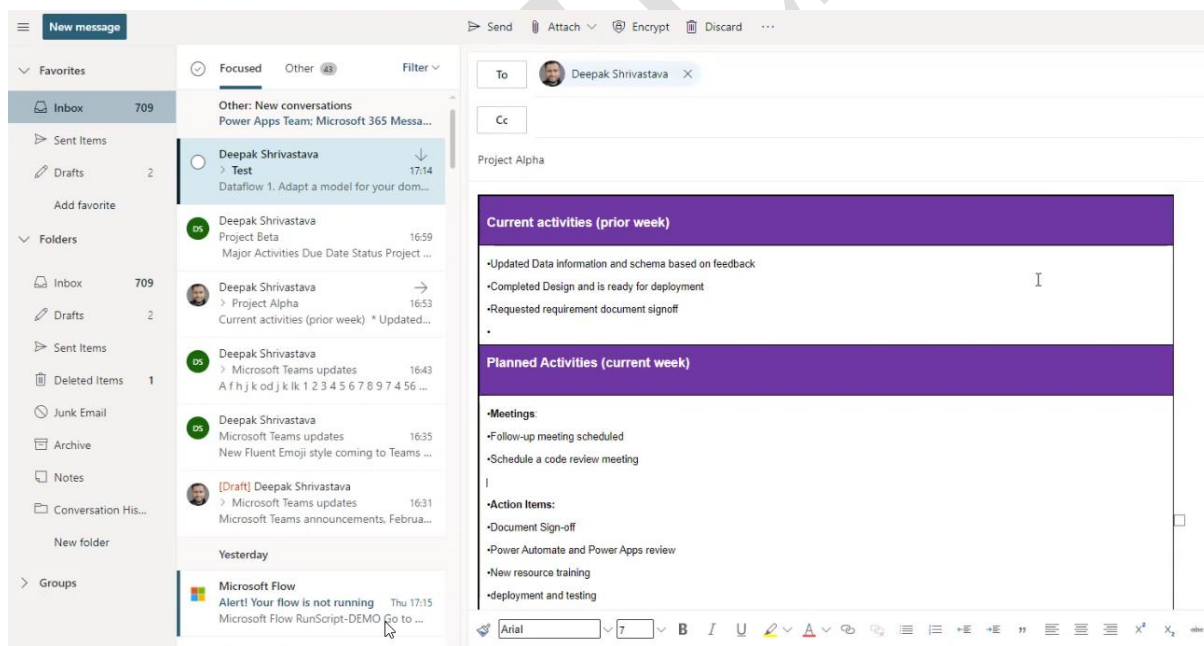 New message
Send Attach Encrypt Discard ...
Favorites
Inbox 709
Sent Items
Drafts 2
Add favorite
Folders
Inbox 709
Drafts 2
Sent Items
Deleted Items 1
Junk Email
Archive
Notes
Conversation His...
New folder
Groups
Focused Other 43 Filter
Other: New conversations
Power Apps Team; Microsoft 365 Messa...
Deepak Shrivastava
> Test 17:14
Dataflow 1. Adapt a model for your dom...
DS
Deepak Shrivastava
Project Beta 16:59
Major Activities Due Date Status Project ...
Deepak Shrivastava
> Project Alpha 16:53
Current activities (prior week) * Updated...
DS
Deepak Shrivastava
> Microsoft Teams updates 16:43
A f h j k od j k lk 1 2 3 4 5 6 7 8 9 7 4 56 ...
DS
Deepak Shrivastava
Microsoft Teams updates 16:35
New Fluent Emoji style coming to Teams ...
[Draft] Deepak Shrivastava
> Microsoft Teams updates 16:31
Microsoft Teams announcements, Februa...
Yesterday
Microsoft Flow
Alert! Your flow is not running Thu 17:15
Microsoft Flow RunScript-DEMO Go to ...
To Deepak Shrivastava
Cc
Project Alpha
Current activities (prior week)
•Updated Data information and schema based on feedback
•Completed Design and is ready for deployment
•Requested requirement document signoff
•
Planned Activities (current week)
•Meetings:
•Follow-up meeting scheduled
•Schedule a code review meeting
•Action Items:
•Document Sign-off
•Power Automate and Power Apps review
•New resource training
•deployment and testing
Arial 7 B I U A x² x₂ abc